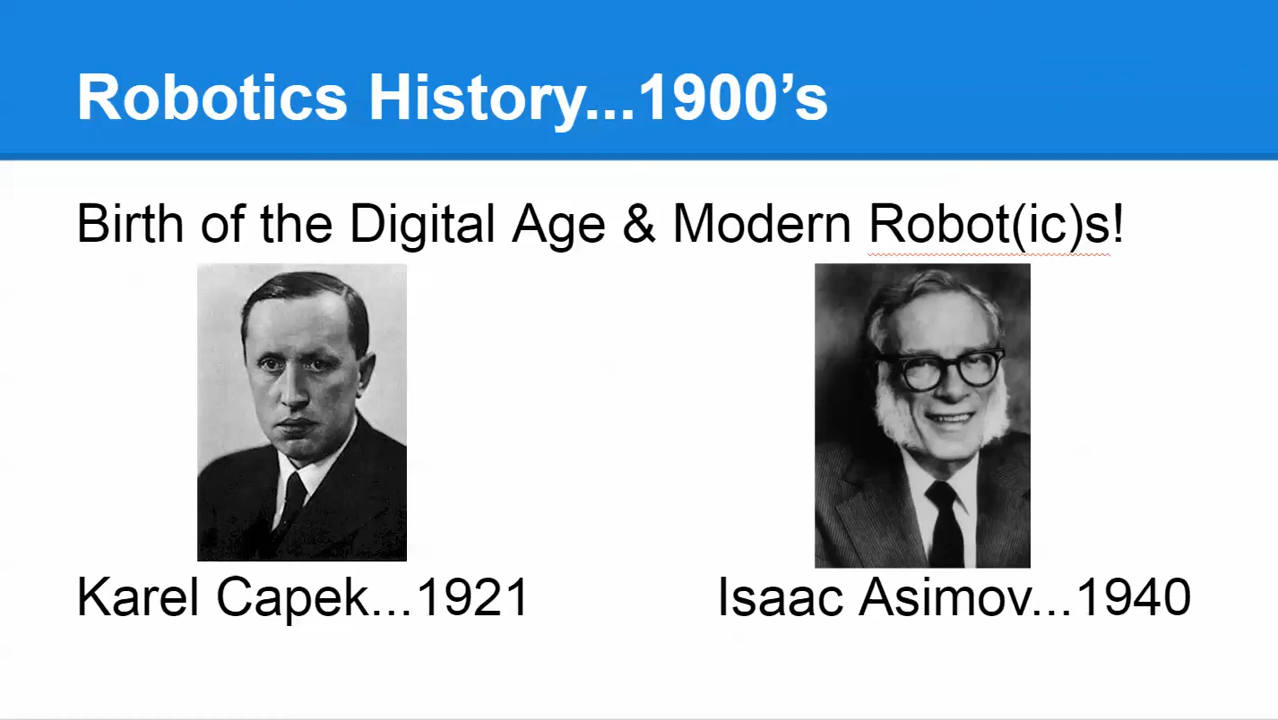 Robotics History...1900’s
Birth of the Digital Age & Modern Robot(ic)s!
Karel Capek...1921
Isaac Asimov...1940